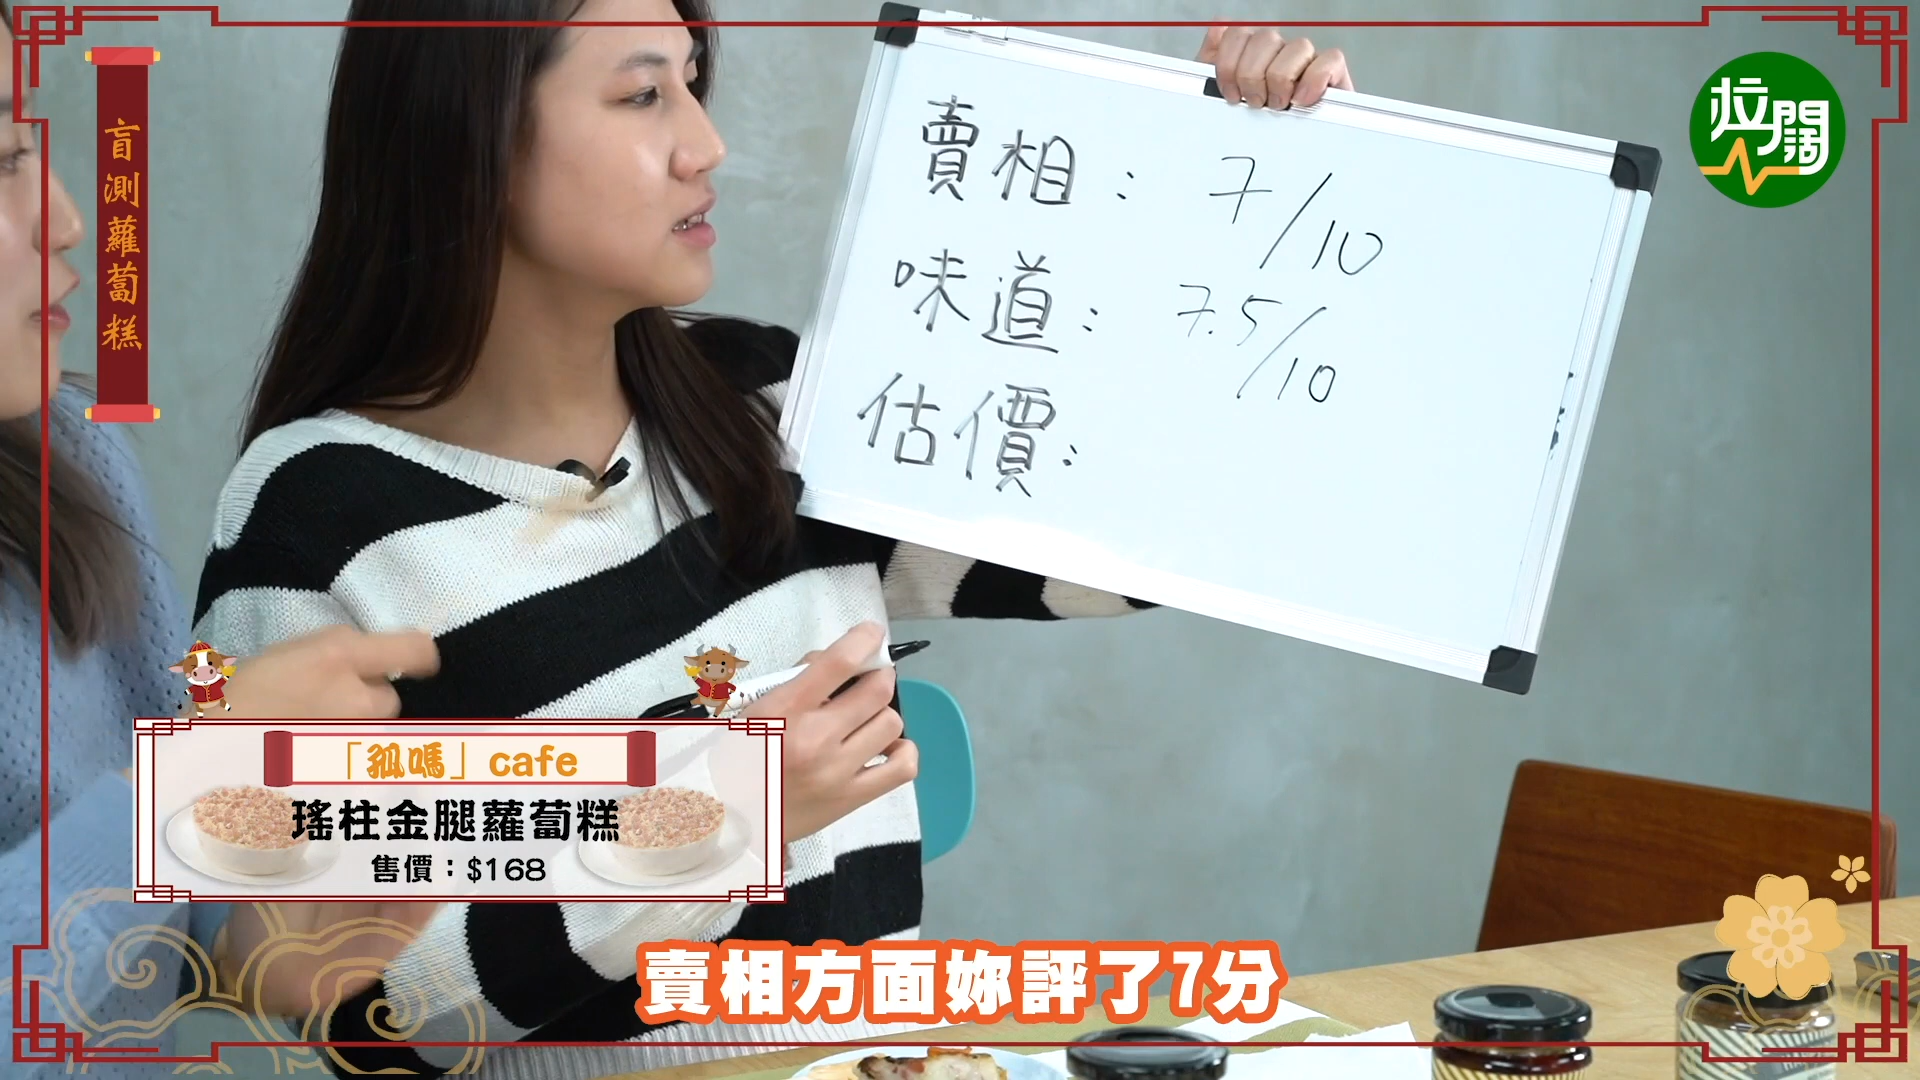 盲測蘿蔔糕
拉闊
賣相：7/10
味道：7.5/10
估價：
「孤嗎」cafe
瑤柱金腿蘿蔔糕
售價：$168
賣相方面妳評了7分